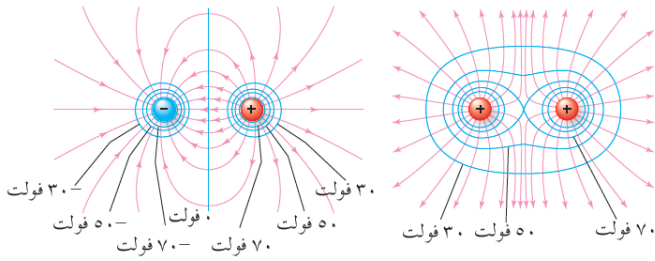 − + + +
٣٠ فولت
−٣٠ فولت
٥٠ فولت
٠ فولت
−٥٠ فولت
٧٠ فولت
−٧٠ فولت
٧٠ فولت
٥٠ فولت
٣٠ فولت